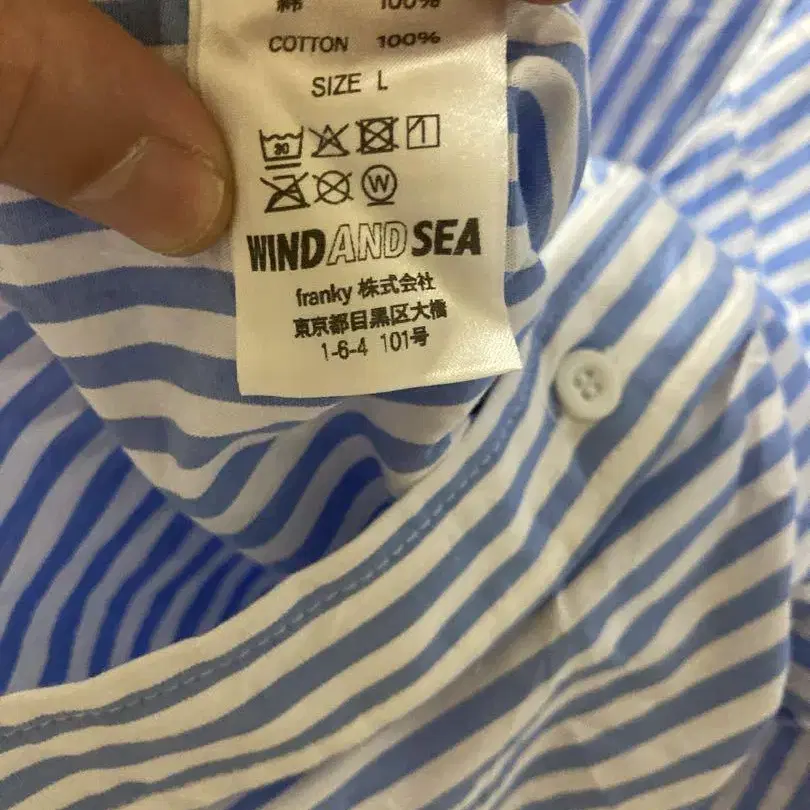 綿 100%
COTTON 100%
SIZE L
30
W
WIND AND SEA
franky 株式会社
東京都目黒区大橋
1-6-4 101号